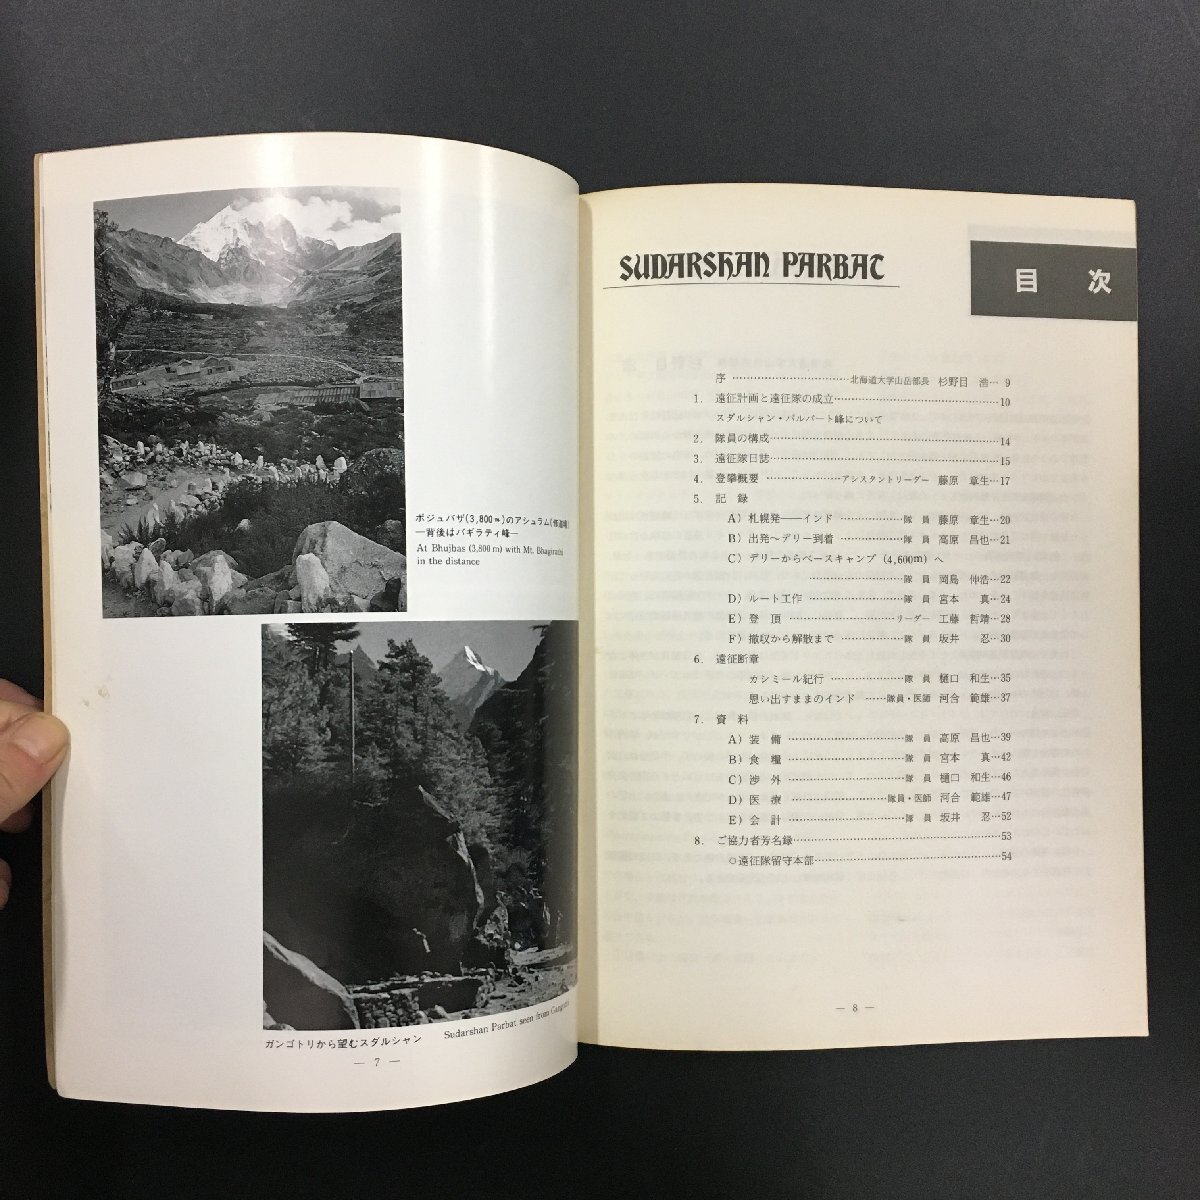 ボジュバザ(3,800m)のアシュラム(修道場)
—背後はバギラティ峰—
At Bhujbas (3,800 m) with Mt. Bhagirathi
in the distance
ガンゴトリから望むスダルシャン
Sudarshan Parbat seen from Gangotri
— 7 —
SUDARSHAN PARBAT
目次
序 ……………………………北海道大学山岳部長 杉野目 浩… 9
1. 遠征計画と遠征隊の成立……………………………………10
スダルシャン・パルバート峰について
2. 隊員の構成……………………………………………………14
3. 遠征隊日誌……………………………………………………15
4. 登攀概要 …………………アシスタントリーダー 藤原 章生…17
5. 記録
A) 札幌発——インド ………………隊員 藤原 章生…20
B) 出発〜デリー到着 ………………隊員 高原 昌也…21
C) デリーからベースキャンプ (4,600m) へ
………………………隊員 岡島 伸浩…22
D) ルート工作 ………………………隊員 宮本 真…24
E) 登頂 …………………………リーダー 工藤 哲靖…28
F) 撤収から解散まで ………………隊員 坂井 忍…30
6. 遠征断章
カシミール紀行 …………………隊員 樋口 和生…35
思い出すままのインド ……隊員・医師 河合 範雄…37
7. 資料
A) 装備 ……………………………隊員 高原 昌也…39
B) 食糧 ……………………………隊員 宮本 真…42
C) 渉外 ……………………………隊員 樋口 和生…46
D) 医療 ………………………隊員・医師 河合 範雄…47
E) 会計 ……………………………隊員 坂井 忍…52
8. ご協力者芳名録………………………………………………53
○遠征隊留守本部…………………………………………54
— 8 —